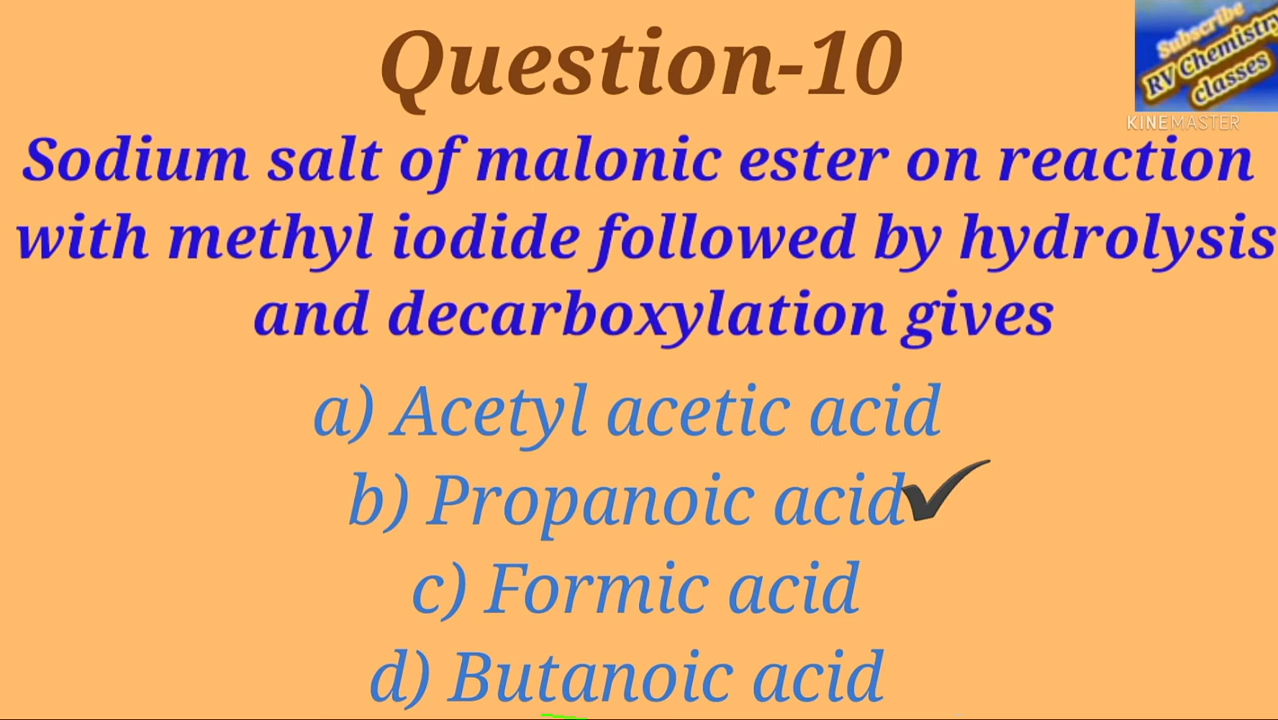 Question-10
Subscribe
RV Chemistry
classes
KINEMASTER
Sodium salt of malonic ester on reaction
with methyl iodide followed by hydrolysis
and decarboxylation gives
a) Acetyl acetic acid
b) Propanoic acid✔
c) Formic acid
d) Butanoic acid